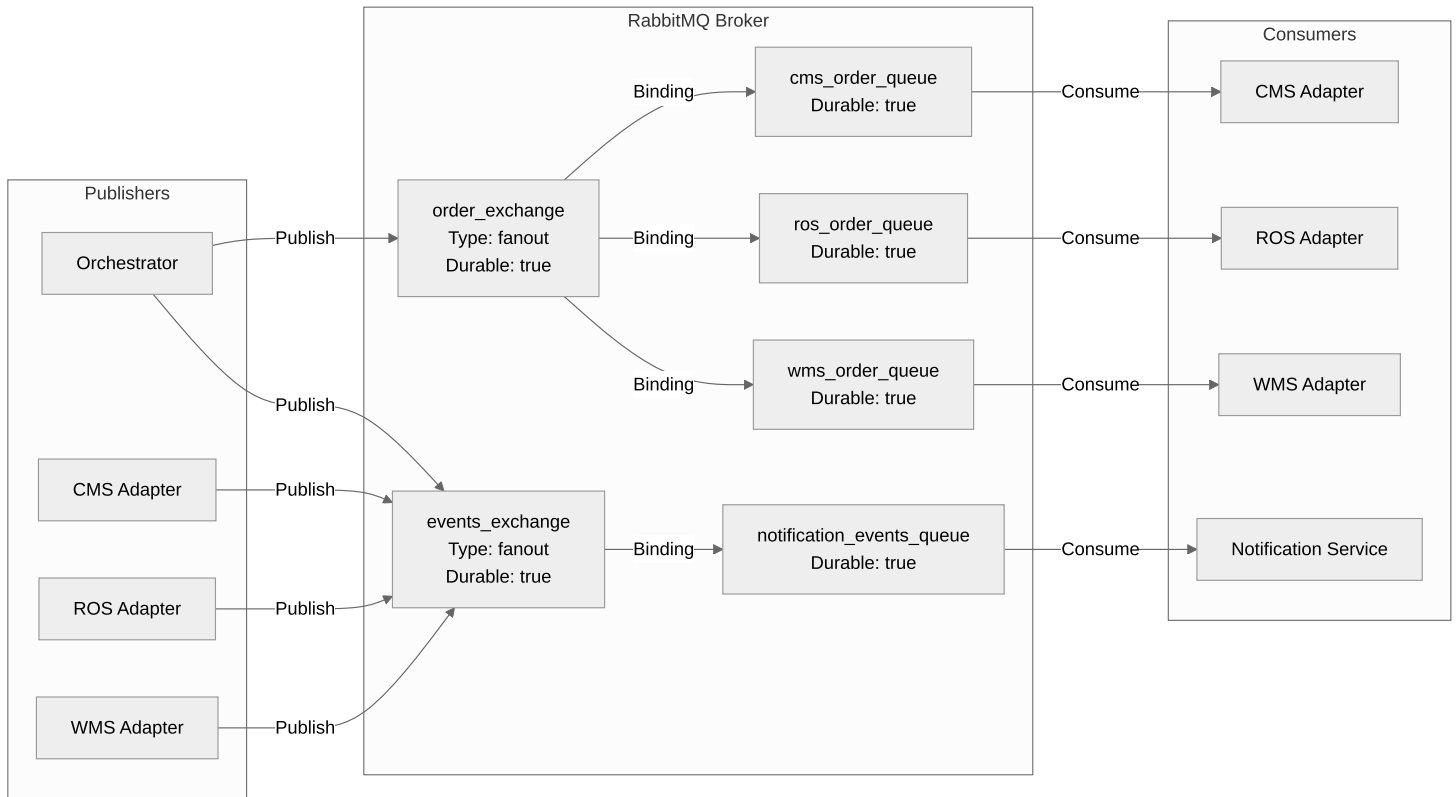 RabbitMQ Broker
Consumers
Publishers
cms_order_queue
Durable: true
Binding
Consume
CMS Adapter
order_exchange
Type: fanout
Durable: true
Orchestrator
Publish
Binding
ros_order_queue
Durable: true
Consume
ROS Adapter
Binding
wms_order_queue
Durable: true
Consume
WMS Adapter
Publish
CMS Adapter
Publish
events_exchange
Type: fanout
Durable: true
Binding
notification_events_queue
Durable: true
Consume
Notification Service
ROS Adapter
Publish
WMS Adapter
Publish